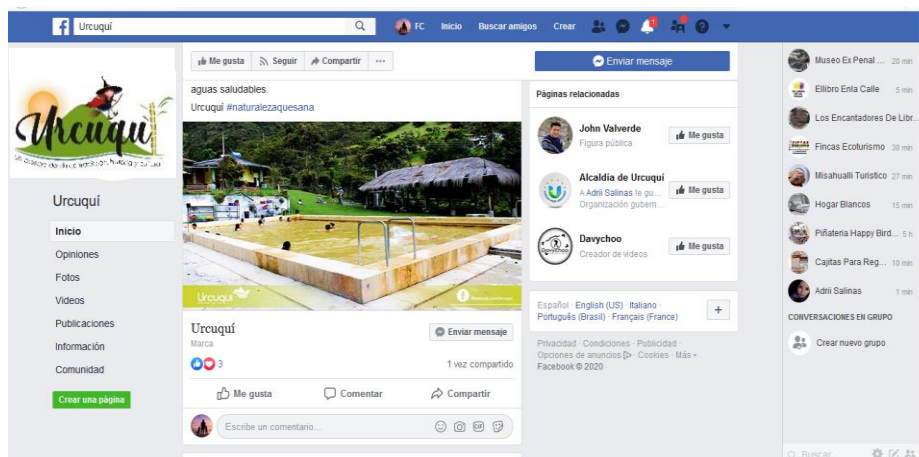 Urcuquí
FC Inicio Buscar amigos Crear
1
Me gusta Seguir Compartir ...
Enviar mensaje
Urcuquí
Urcuquí
Inicio
Opiniones
Fotos
Videos
Publicaciones
Información
Comunidad
Crear una página
aguas saludables.
Urcuquí #naturalezaquesana
Urcuquí
Urcuquí
Marca
Enviar mensaje
3
1 vez compartido
Me gusta Comentar Compartir
Escribe un comentario...
GIF
Páginas relacionadas
John Valverde
Figura pública
Me gusta
Alcaldía de Urcuquí
A Adrii Salinas le gu...
Organización gubern...
Me gusta
Davychoo
Creador de videos
Me gusta
Español · English (US) · Italiano ·
Português (Brasil) · Français (France)
+
Privacidad · Condiciones · Publicidad ·
Opciones de anuncios · Cookies · Más
Facebook © 2020
Museo Ex Penal ... 20 min
Ellibro Enla Calle 5 min
Los Encantadores De Libr...
Fincas Ecoturismo 30 min
Misahualli Turistico 27 min
Hogar Blancos 15 min
Piñateria Happy Bird... 5 h
Cajitas Para Reg... 10 min
Adrii Salinas 1 min
CONVERSACIONES EN GRUPO
Crear nuevo grupo
Buscar